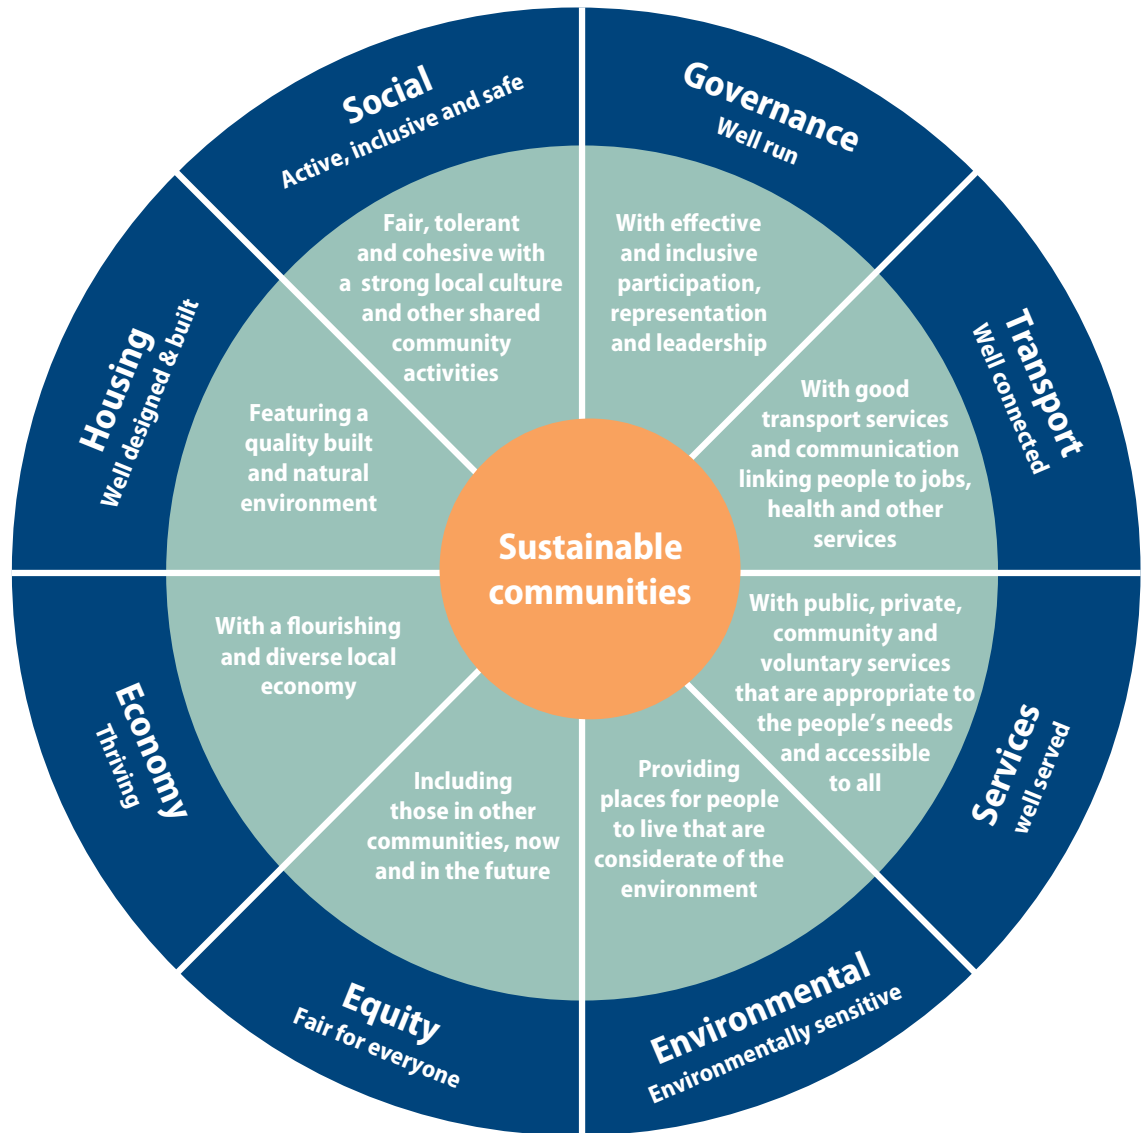 Social
Active, inclusive and safe
Fair, tolerant
and cohesive with
a strong local culture
and other shared
community
activities
Governance
Well run
With effective
and inclusive
participation,
representation
and leadership
Transport
Well connected
With good
transport services
and communication
linking people to jobs,
health and other
services
Services
well served
With public, private,
community and
voluntary services
that are appropriate to
the people's needs
and accessible
to all
Environmental
Environmentally sensitive
Providing
places for people
to live that are
considerate of the
environment
Equity
Fair for everyone
Including
those in other
communities, now
and in the future
Economy
Thriving
With a flourishing
and diverse local
economy
Housing
Well designed & built
Featuring a
quality built
and natural
environment
Sustainable
communities